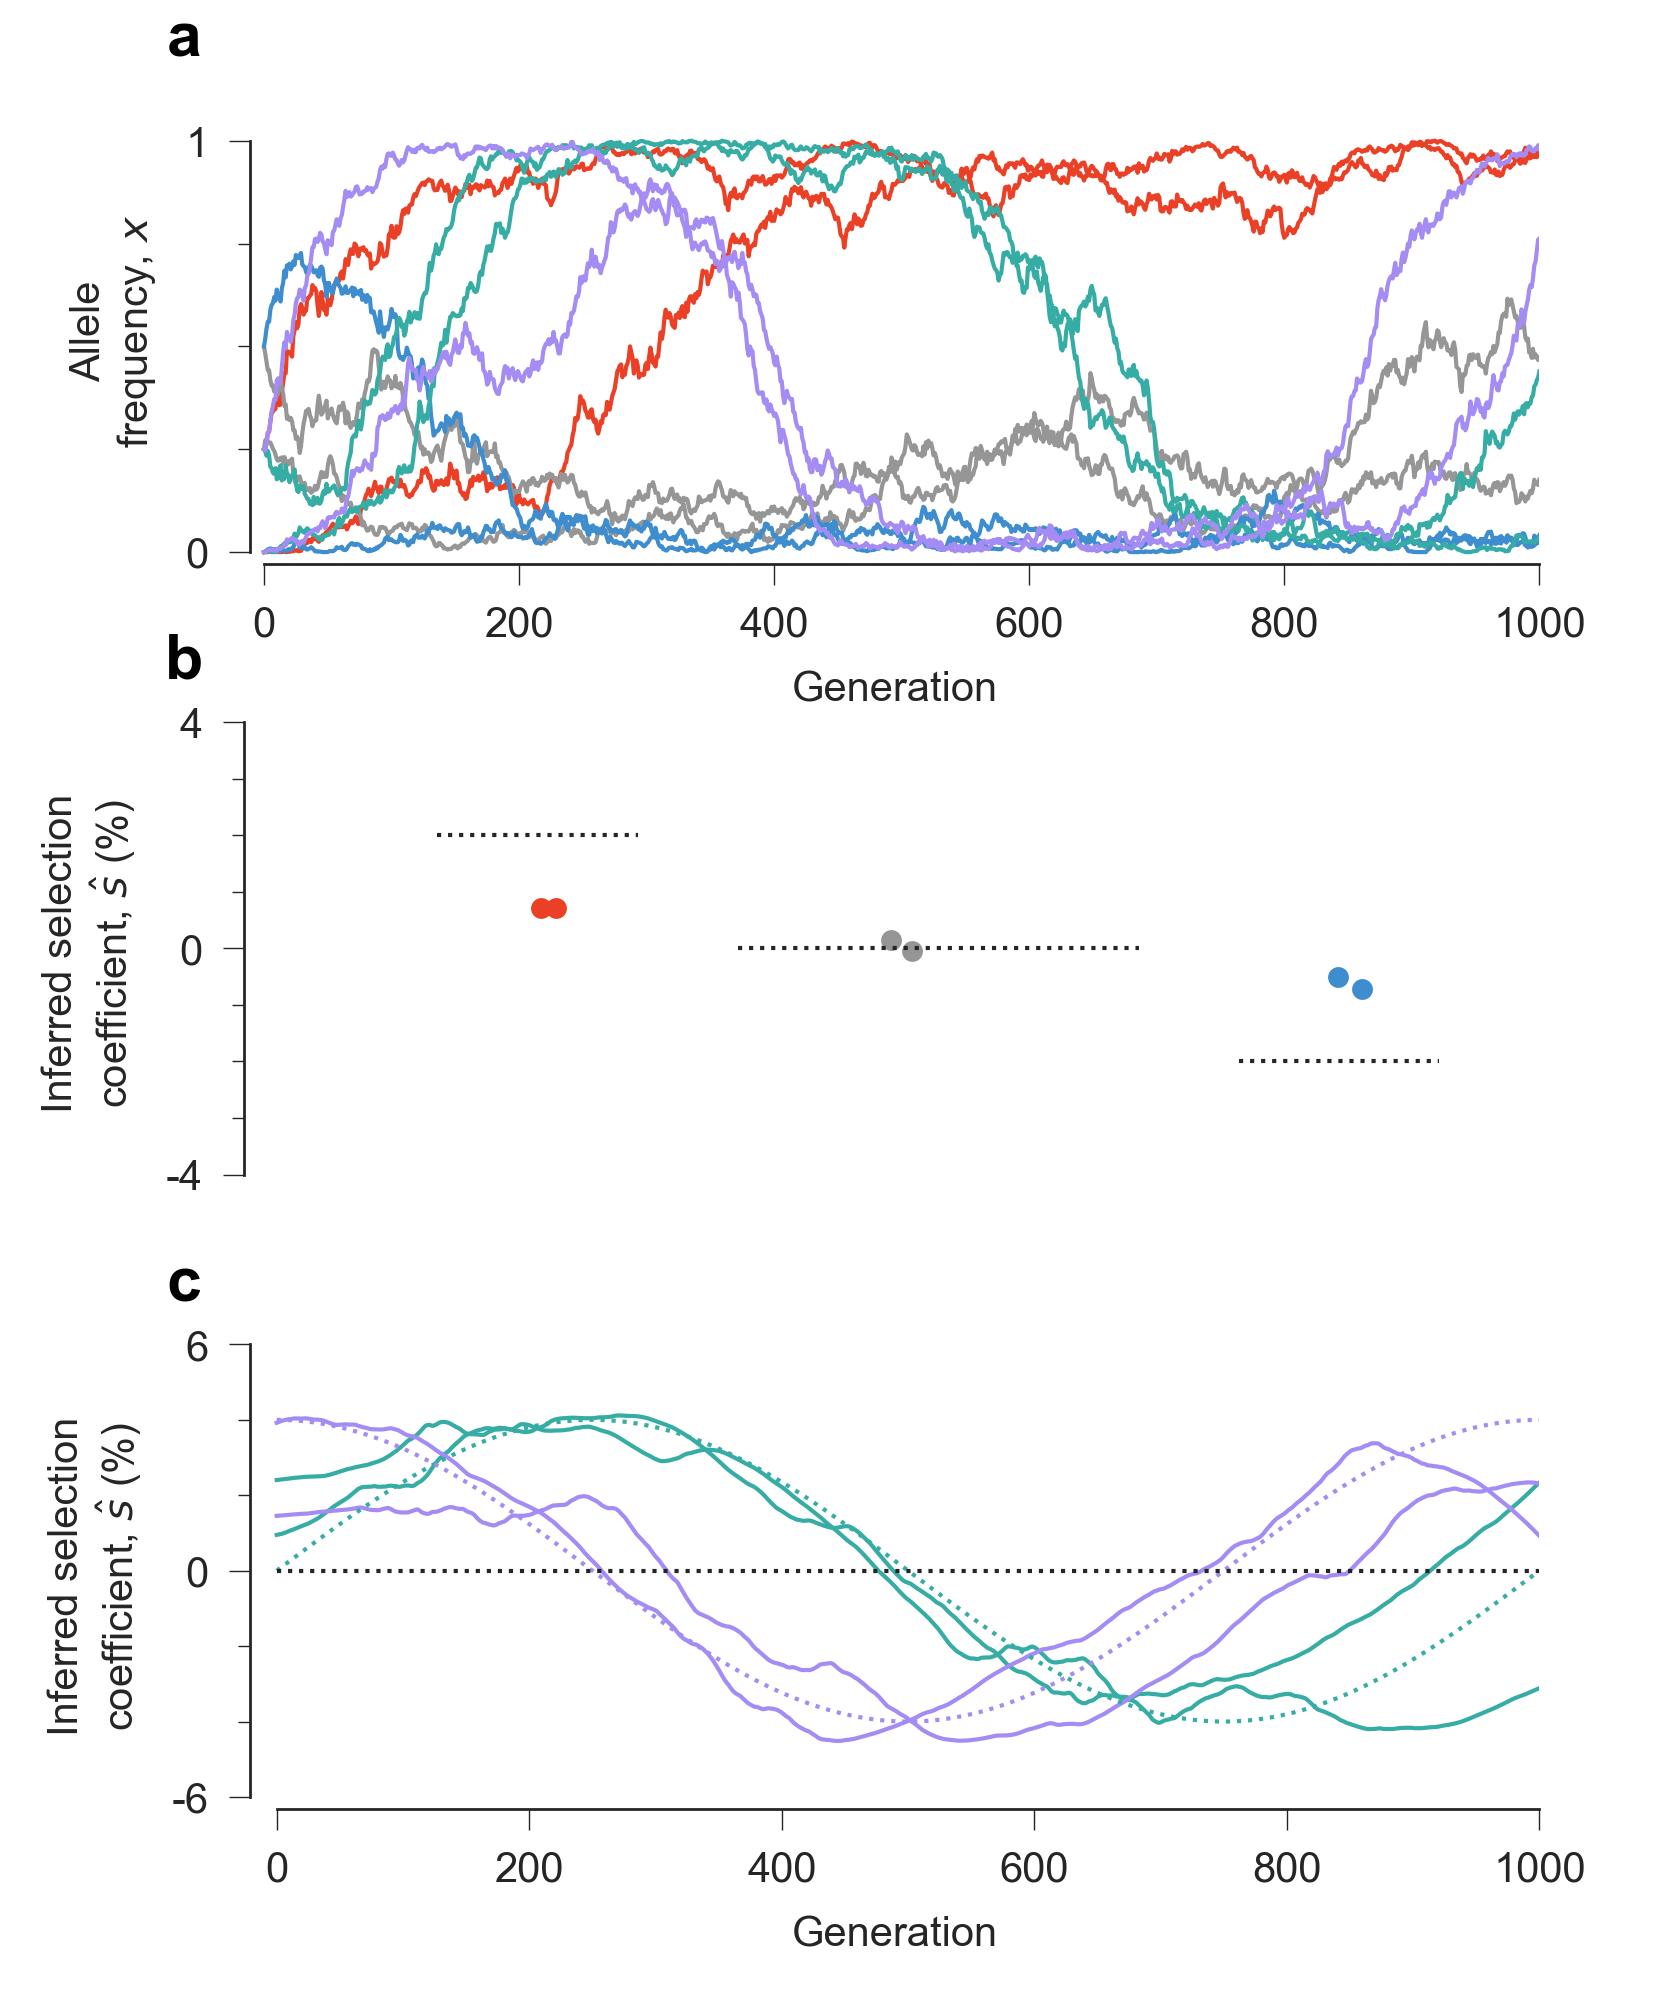 a
1
0
Allele
frequency, x
0 200 400 600 800 1000
Generation
b
4
0
-4
Inferred selection
coefficient, ŝ (%)
c
6
0
-6
Inferred selection
coefficient, ŝ (%)
0 200 400 600 800 1000
Generation